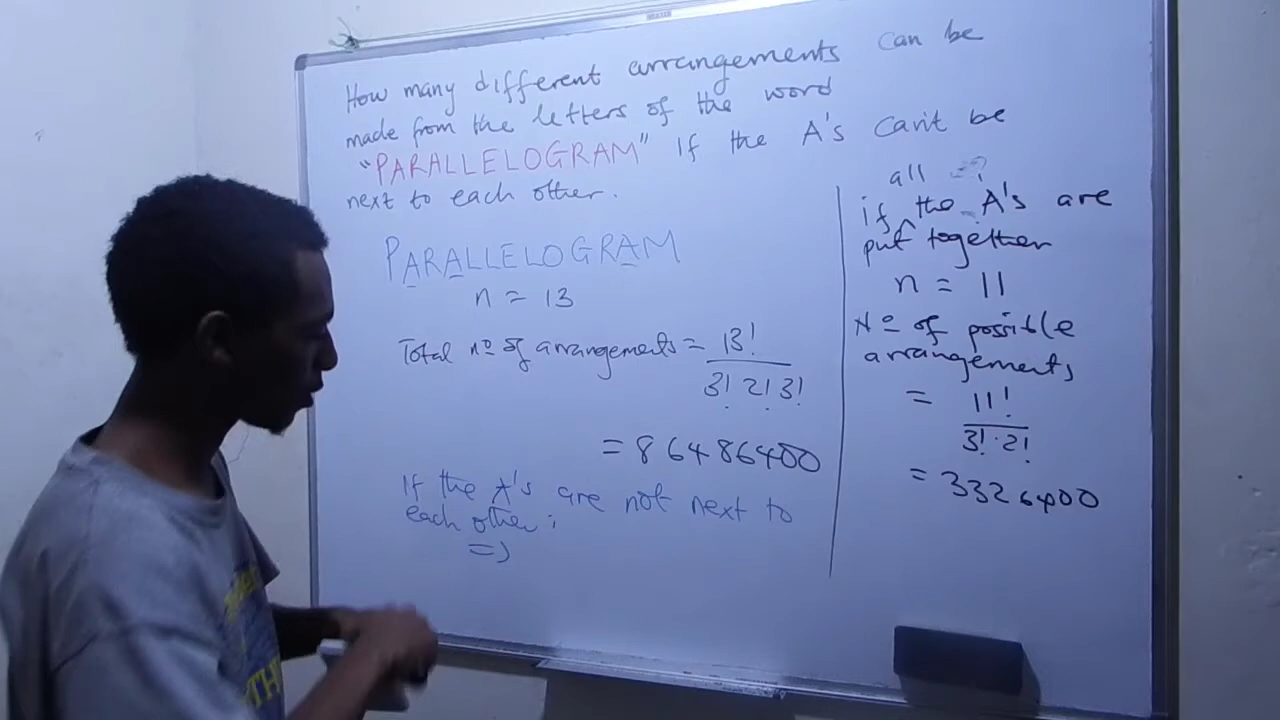 How many different arrangements can be
made from the letters of the word
"PARALLELOGRAM" If the A's can't be
next to each other.
PARALLELOGRAM
n = 13
Total nº of arrangements = 13!
3! 2! 3!
= 86486400
If the A's are not next to
each other;
=>
all
if ^ the A's are
put together
n = 11
Nº of possible
arrangements
= 11!
3! · 2!
= 3326400